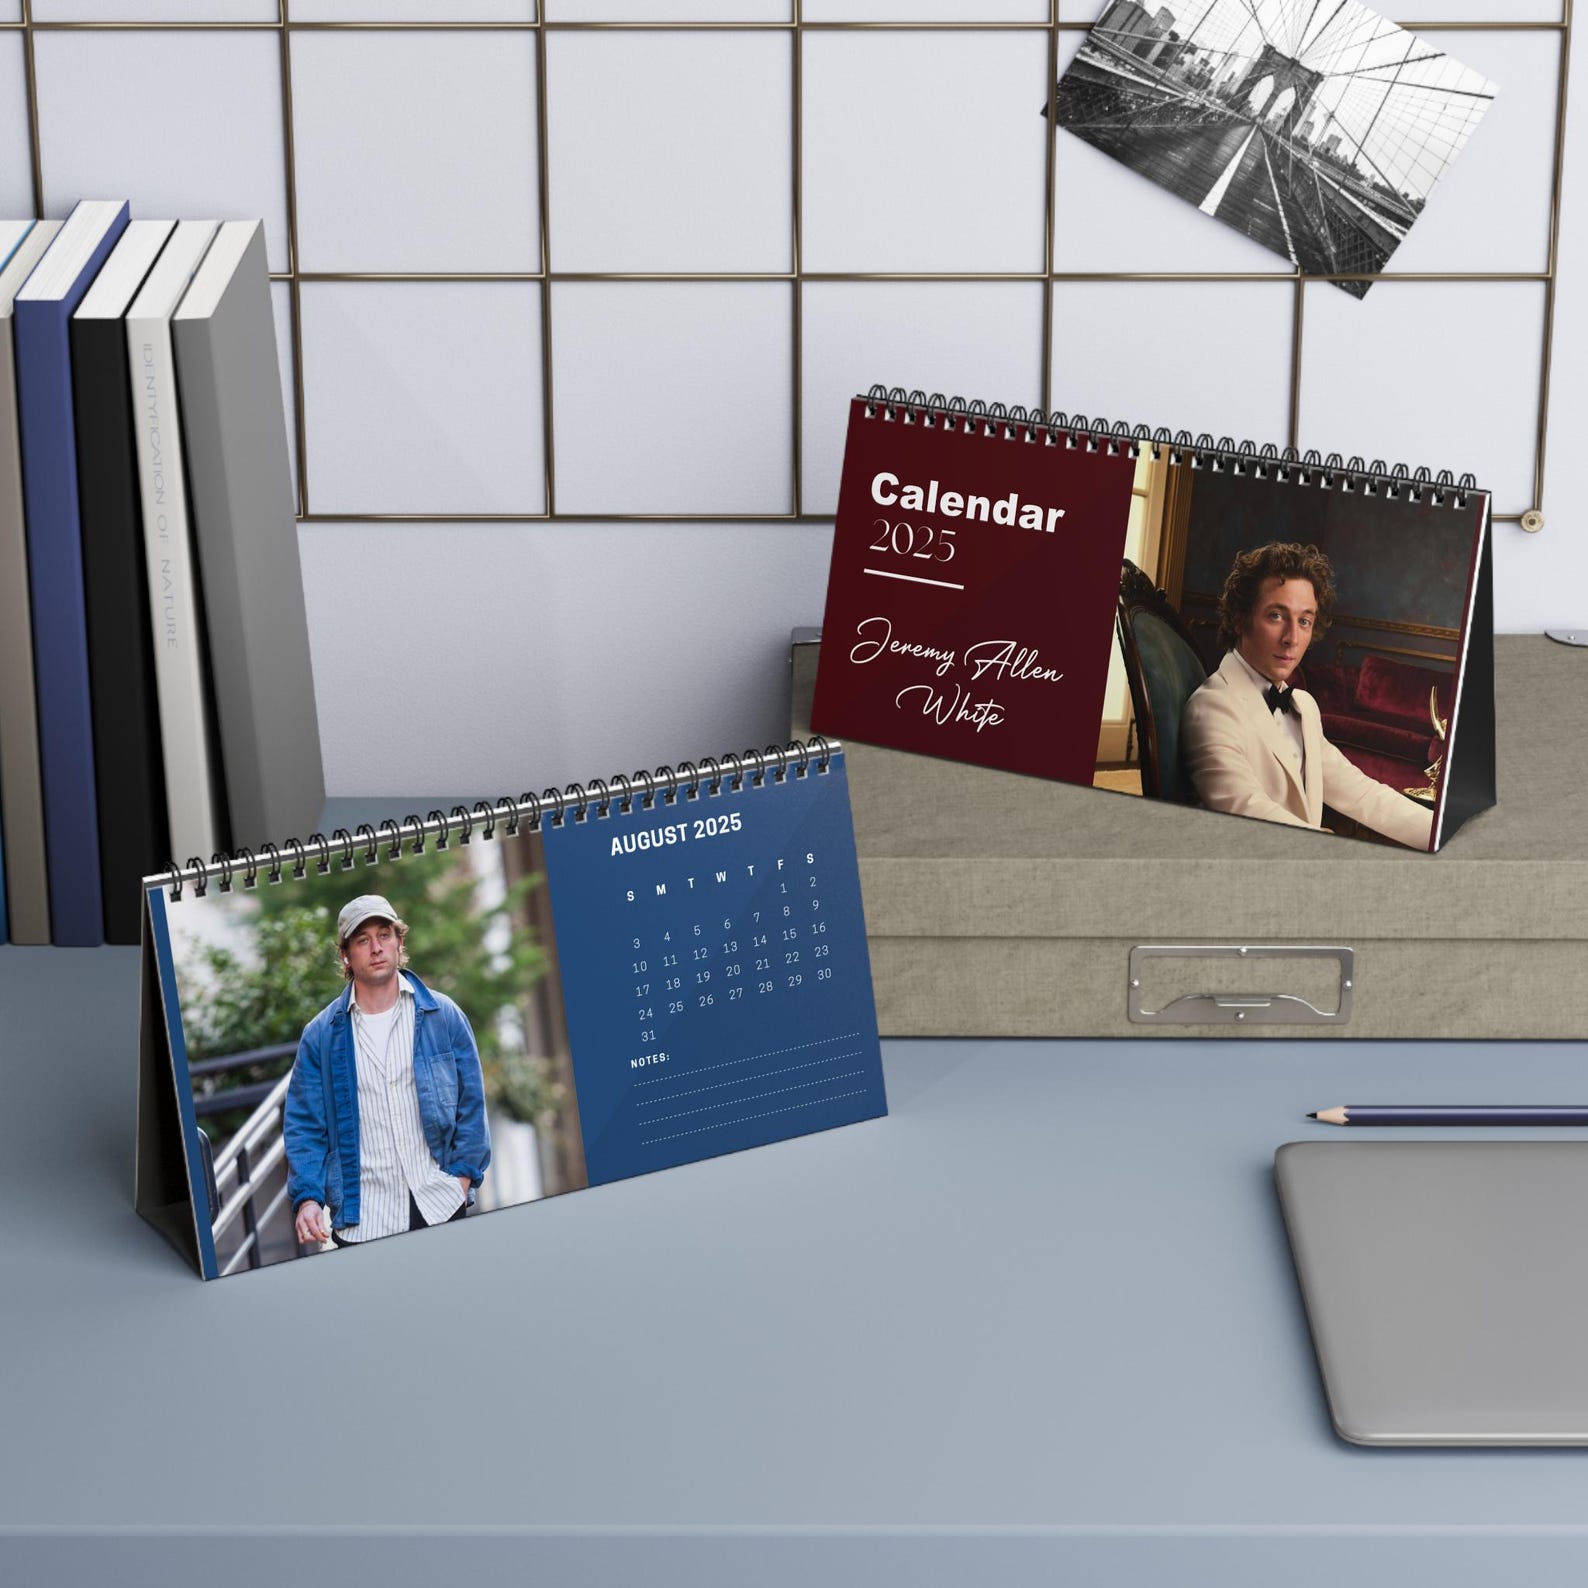 IDENTYFICATION OF NATURE
Calendar
2025
Jeremy Allen
White
AUGUST 2025
S M T W T F S
1 2
3 4 5 6 7 8 9
10 11 12 13 14 15 16
17 18 19 20 21 22 23
24 25 26 27 28 29 30
31
NOTES: